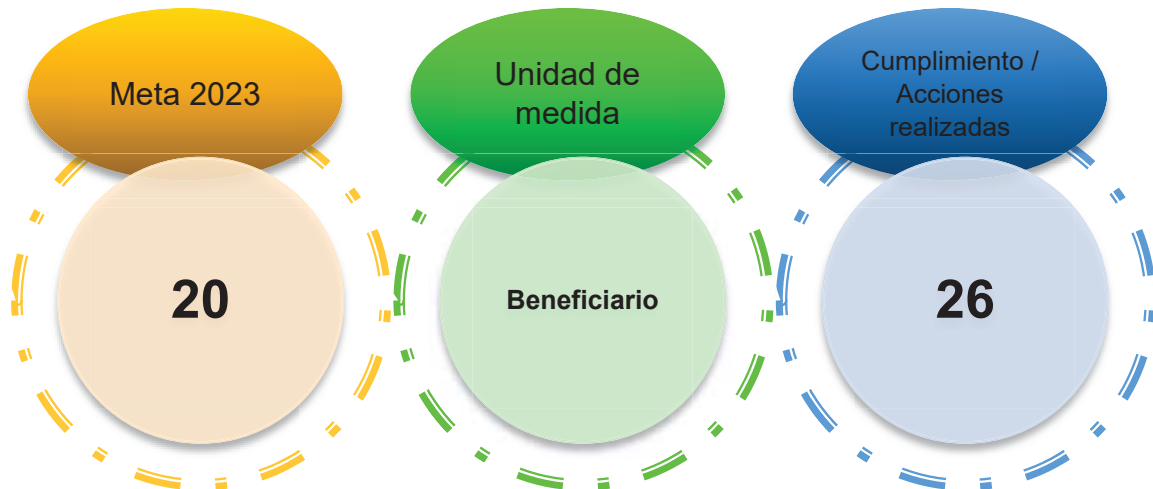 Meta 2023
Unidad de
medida
Cumplimiento /
Acciones
realizadas
20
Beneficiario
26